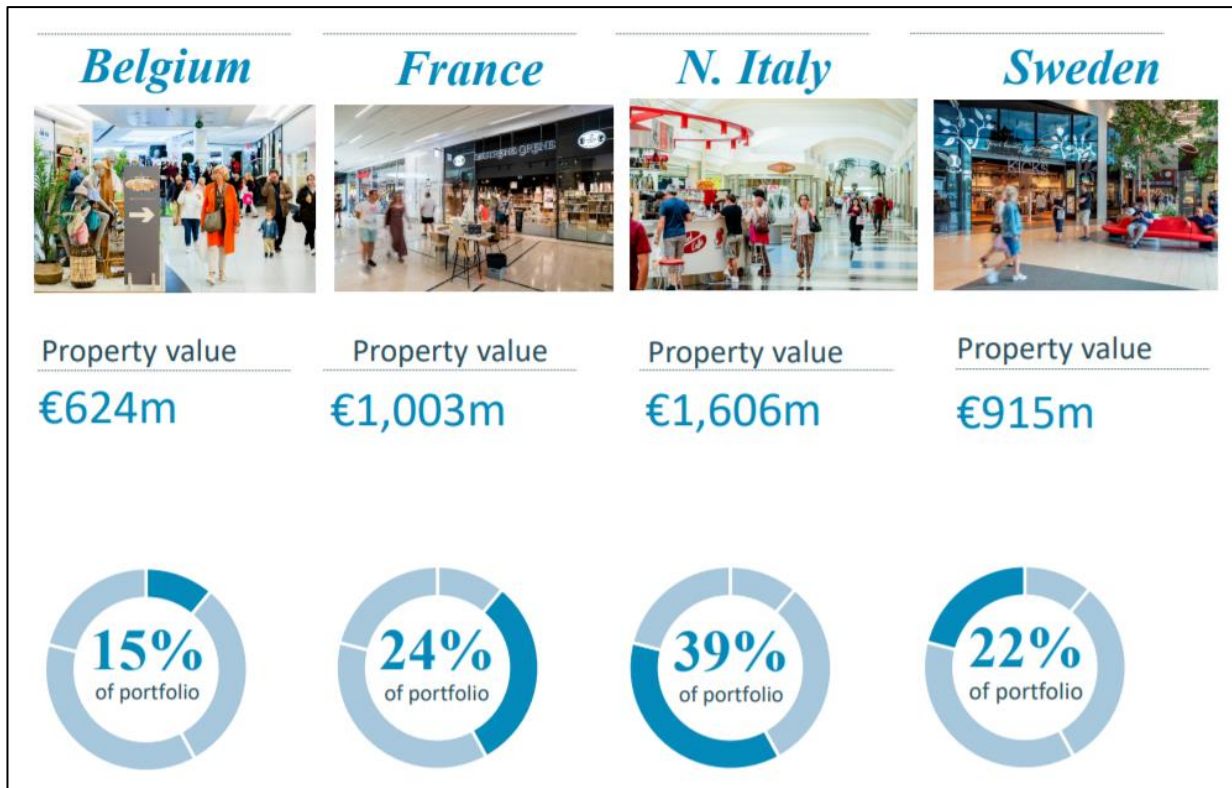 Belgium
France
N. Italy
Sweden
KICKS
Property value
Property value
Property value
Property value
€624m
€1,003m
€1,606m
€915m
15%
of portfolio
24%
of portfolio
39%
of portfolio
22%
of portfolio